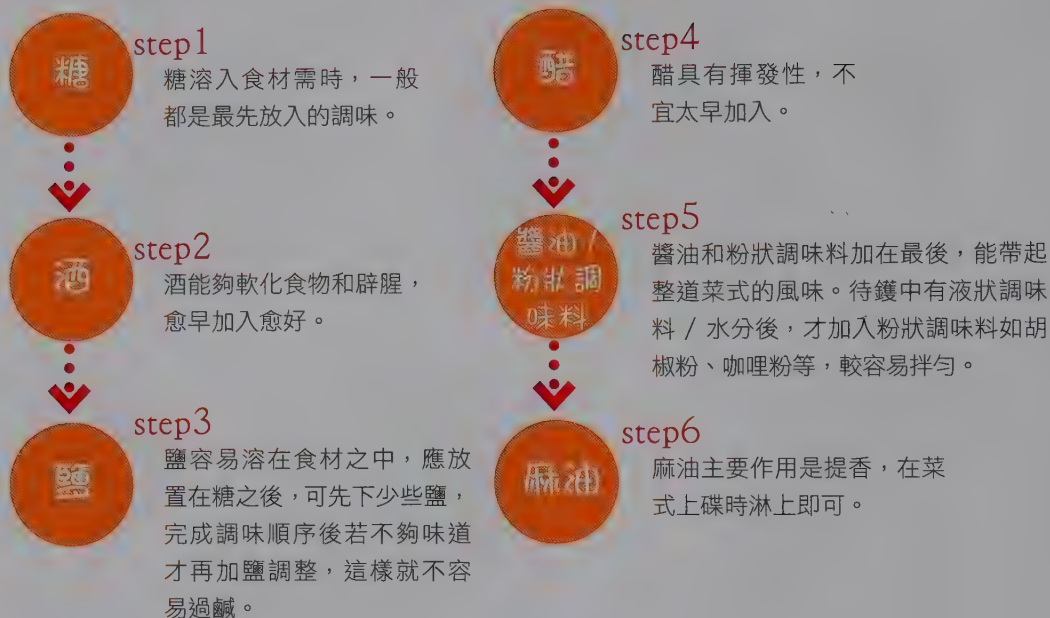 糖
step1
糖溶入食材需時，一般
都是最先放入的調味。
酒
step2
酒能夠軟化食物和辟腥，
愈早加入愈好。
鹽
step3
鹽容易溶在食材之中，應放
置在糖之後，可先下少些鹽，
完成調味順序後若不夠味道
才再加鹽調整，這樣就不容
易過鹹。
醋
step4
醋具有揮發性，不
宜太早加入。
醬油 /
粉狀調
味料
step5
醬油和粉狀調味料加在最後，能帶起
整道菜式的風味。待鑊中有液狀調味
料 / 水分後，才加入粉狀調味料如胡
椒粉、咖哩粉等，較容易拌勻。
麻油
step6
麻油主要作用是提香，在菜
式上碟時淋上即可。